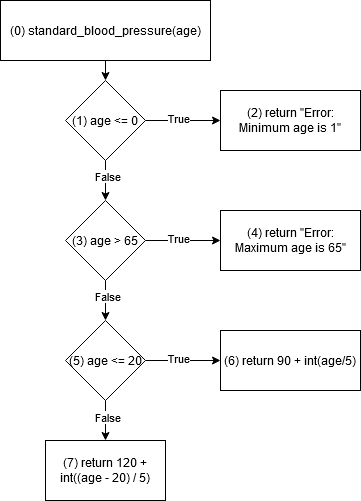 (0) standard_blood_pressure(age)
(1) age <= 0
True
(2) return "Error:
Minimum age is 1"
False
(3) age > 65
True
(4) return "Error:
Maximum age is 65"
False
(5) age <= 20
True
(6) return 90 + int(age/5)
False
(7) return 120 +
int((age - 20) / 5)